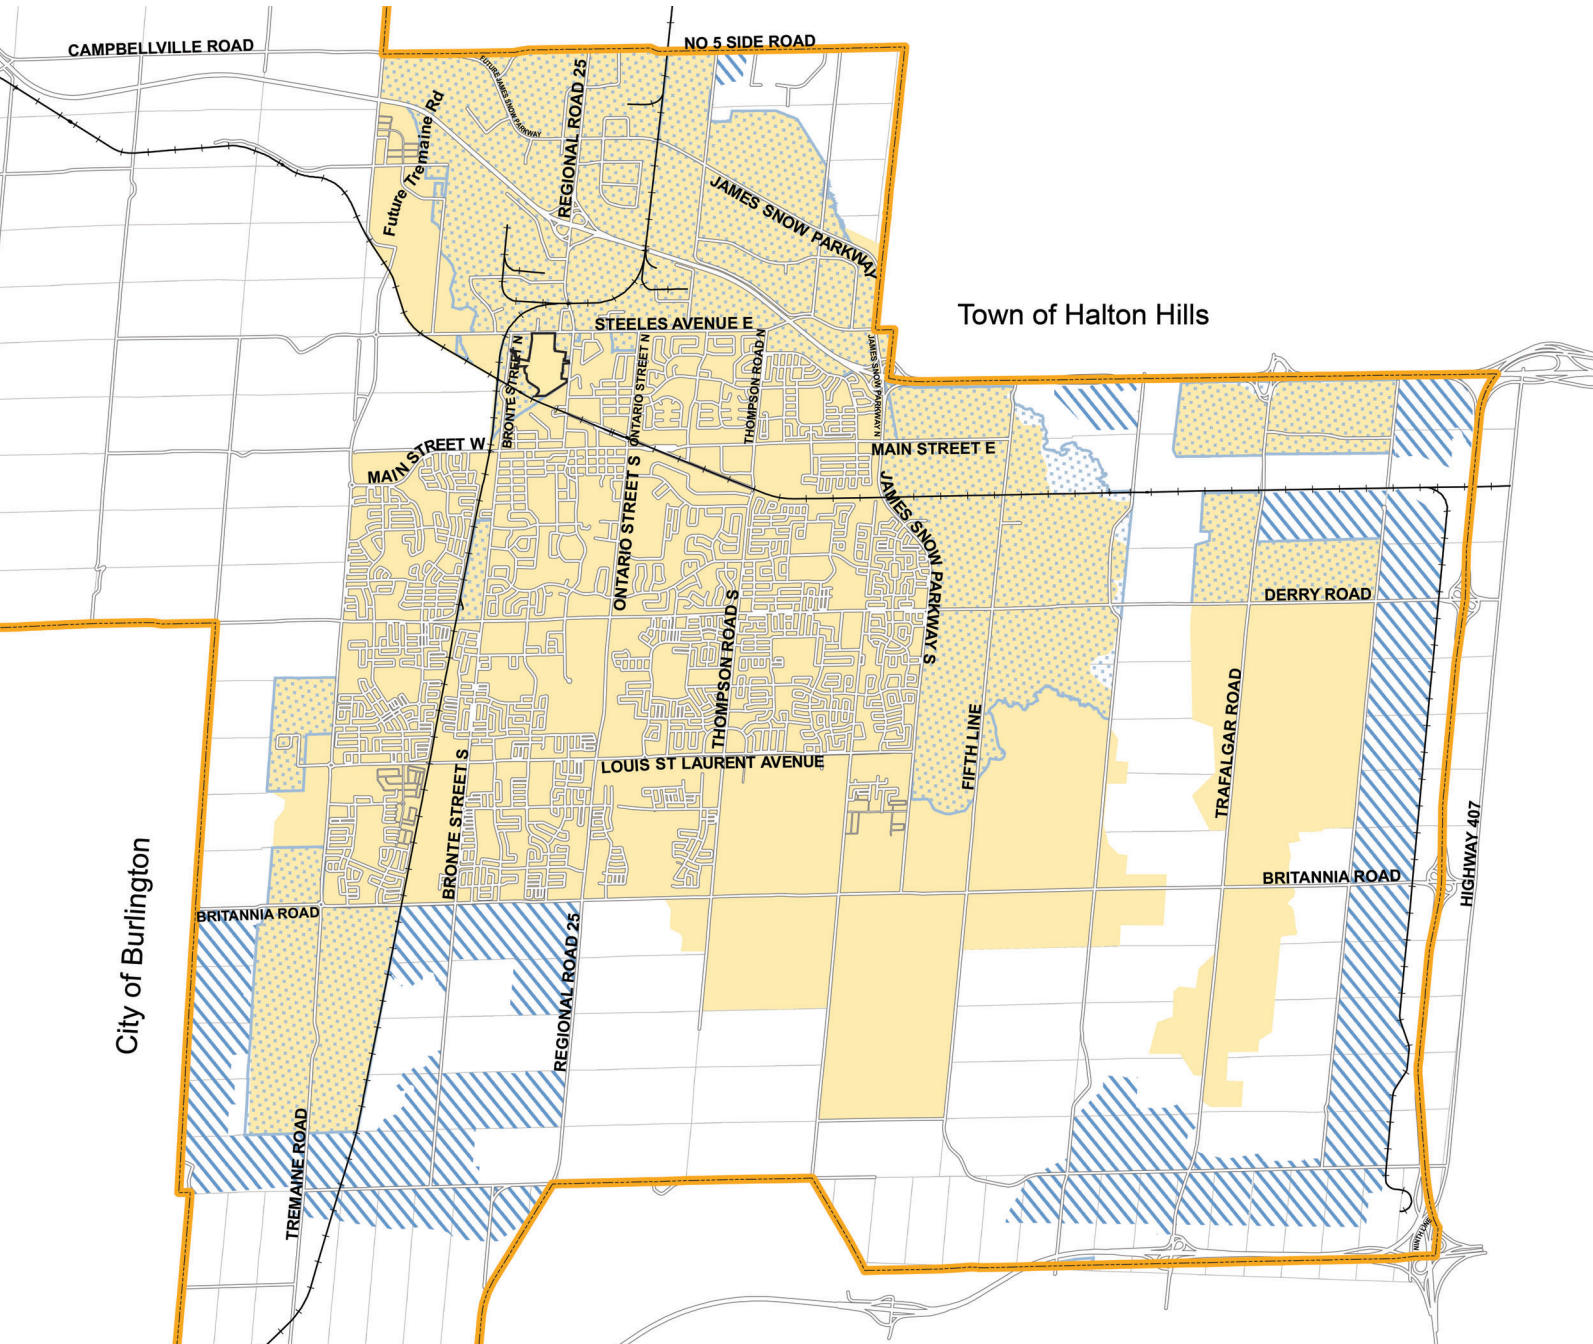 CAMPBELLVILLE ROAD
NO 5 SIDE ROAD
FUTURE JAMES SNOW PARKWAY
REGIONAL ROAD 25
Future Tremaine Rd
JAMES SNOW PARKWAY
Town of Halton Hills
STEELES AVENUE E
BRONTE STREET N
ONTARIO STREET N
THOMPSON ROAD N
JAMES SNOW PARKWAY N
MAIN STREET W
MAIN STREET E
ONTARIO STREET S
JAMES SNOW PARKWAY S
DERRY ROAD
THOMPSON ROAD S
FIFTH LINE
TRAFALGAR ROAD
LOUIS ST LAURENT AVENUE
BRONTE STREET S
HIGHWAY 407
City of Burlington
BRITANNIA ROAD
BRITANNIA ROAD
REGIONAL ROAD 25
TREMAINE ROAD
NINTH LINE